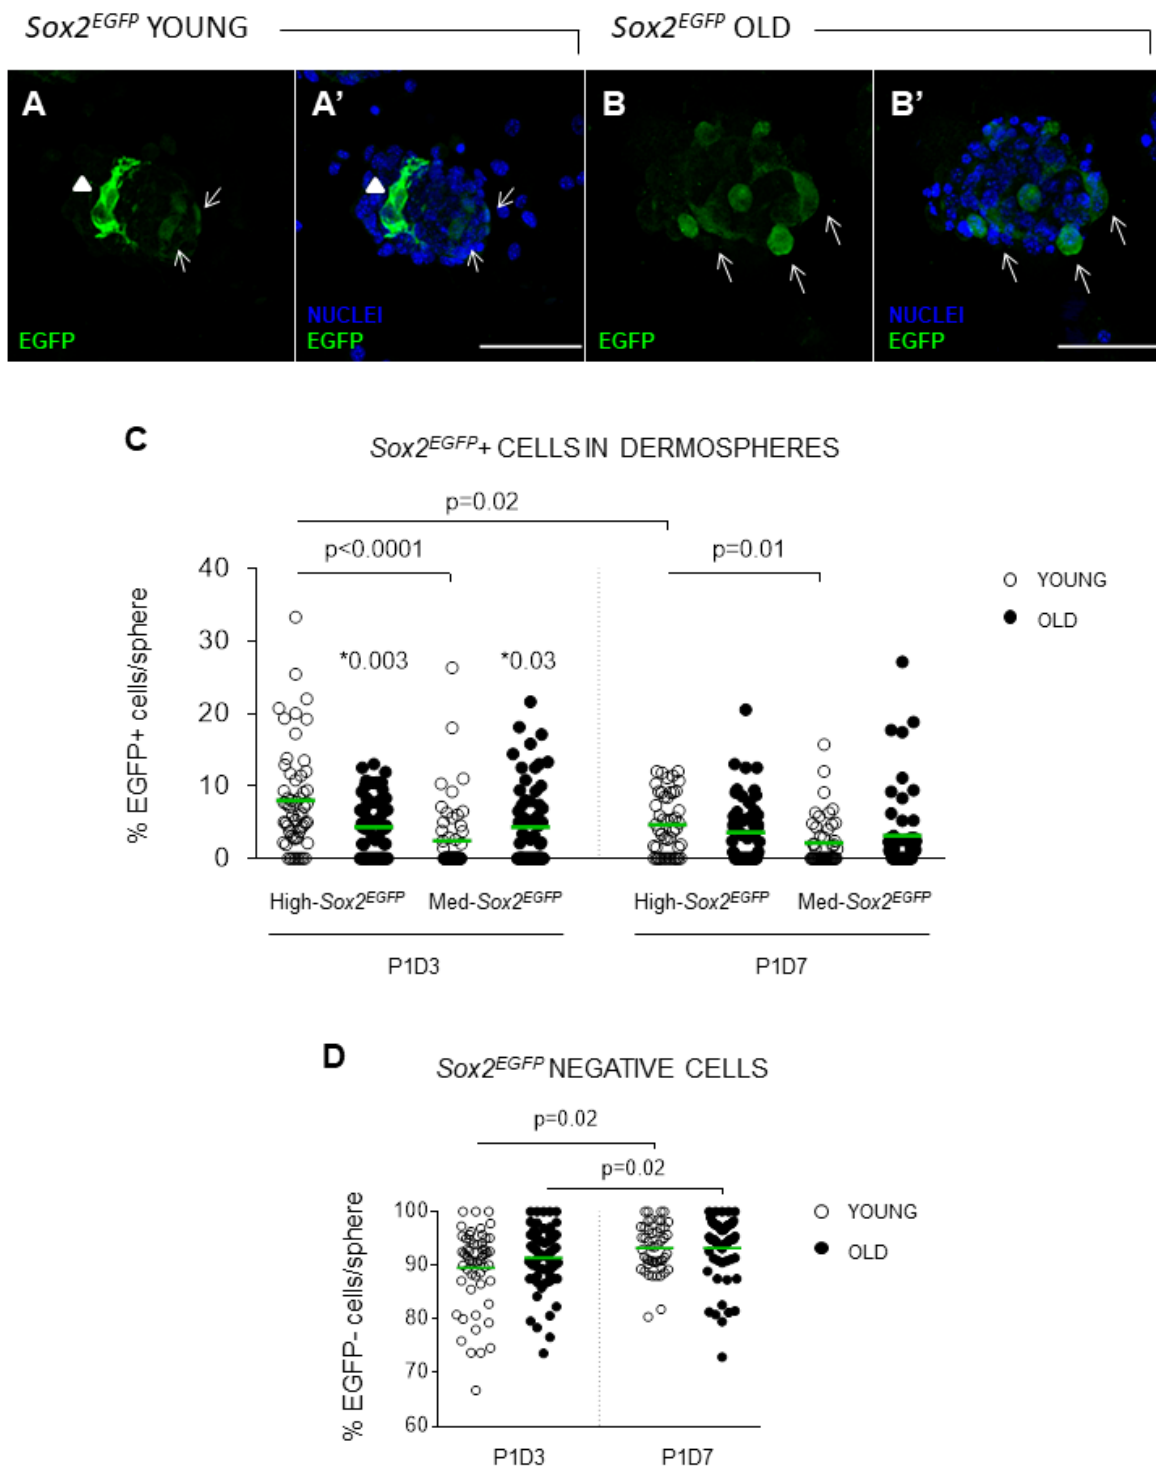 Sox2EGFP YOUNG
Sox2EGFP OLD
A
A'
B
B'
EGFP
NUCLEI
EGFP
EGFP
NUCLEI
EGFP
C
Sox2EGFP+ CELLS IN DERMOSPHERES
p=0.02
p<0.0001
p=0.01
% EGFP+ cells/sphere
40
30
20
10
0
*0.003
*0.03
YOUNG
OLD
High-Sox2EGFP
Med-Sox2EGFP
High-Sox2EGFP
Med-Sox2EGFP
P1D3
P1D7
D
Sox2EGFP NEGATIVE CELLS
p=0.02
p=0.02
% EGFP- cells/sphere
100
90
80
70
60
YOUNG
OLD
P1D3
P1D7